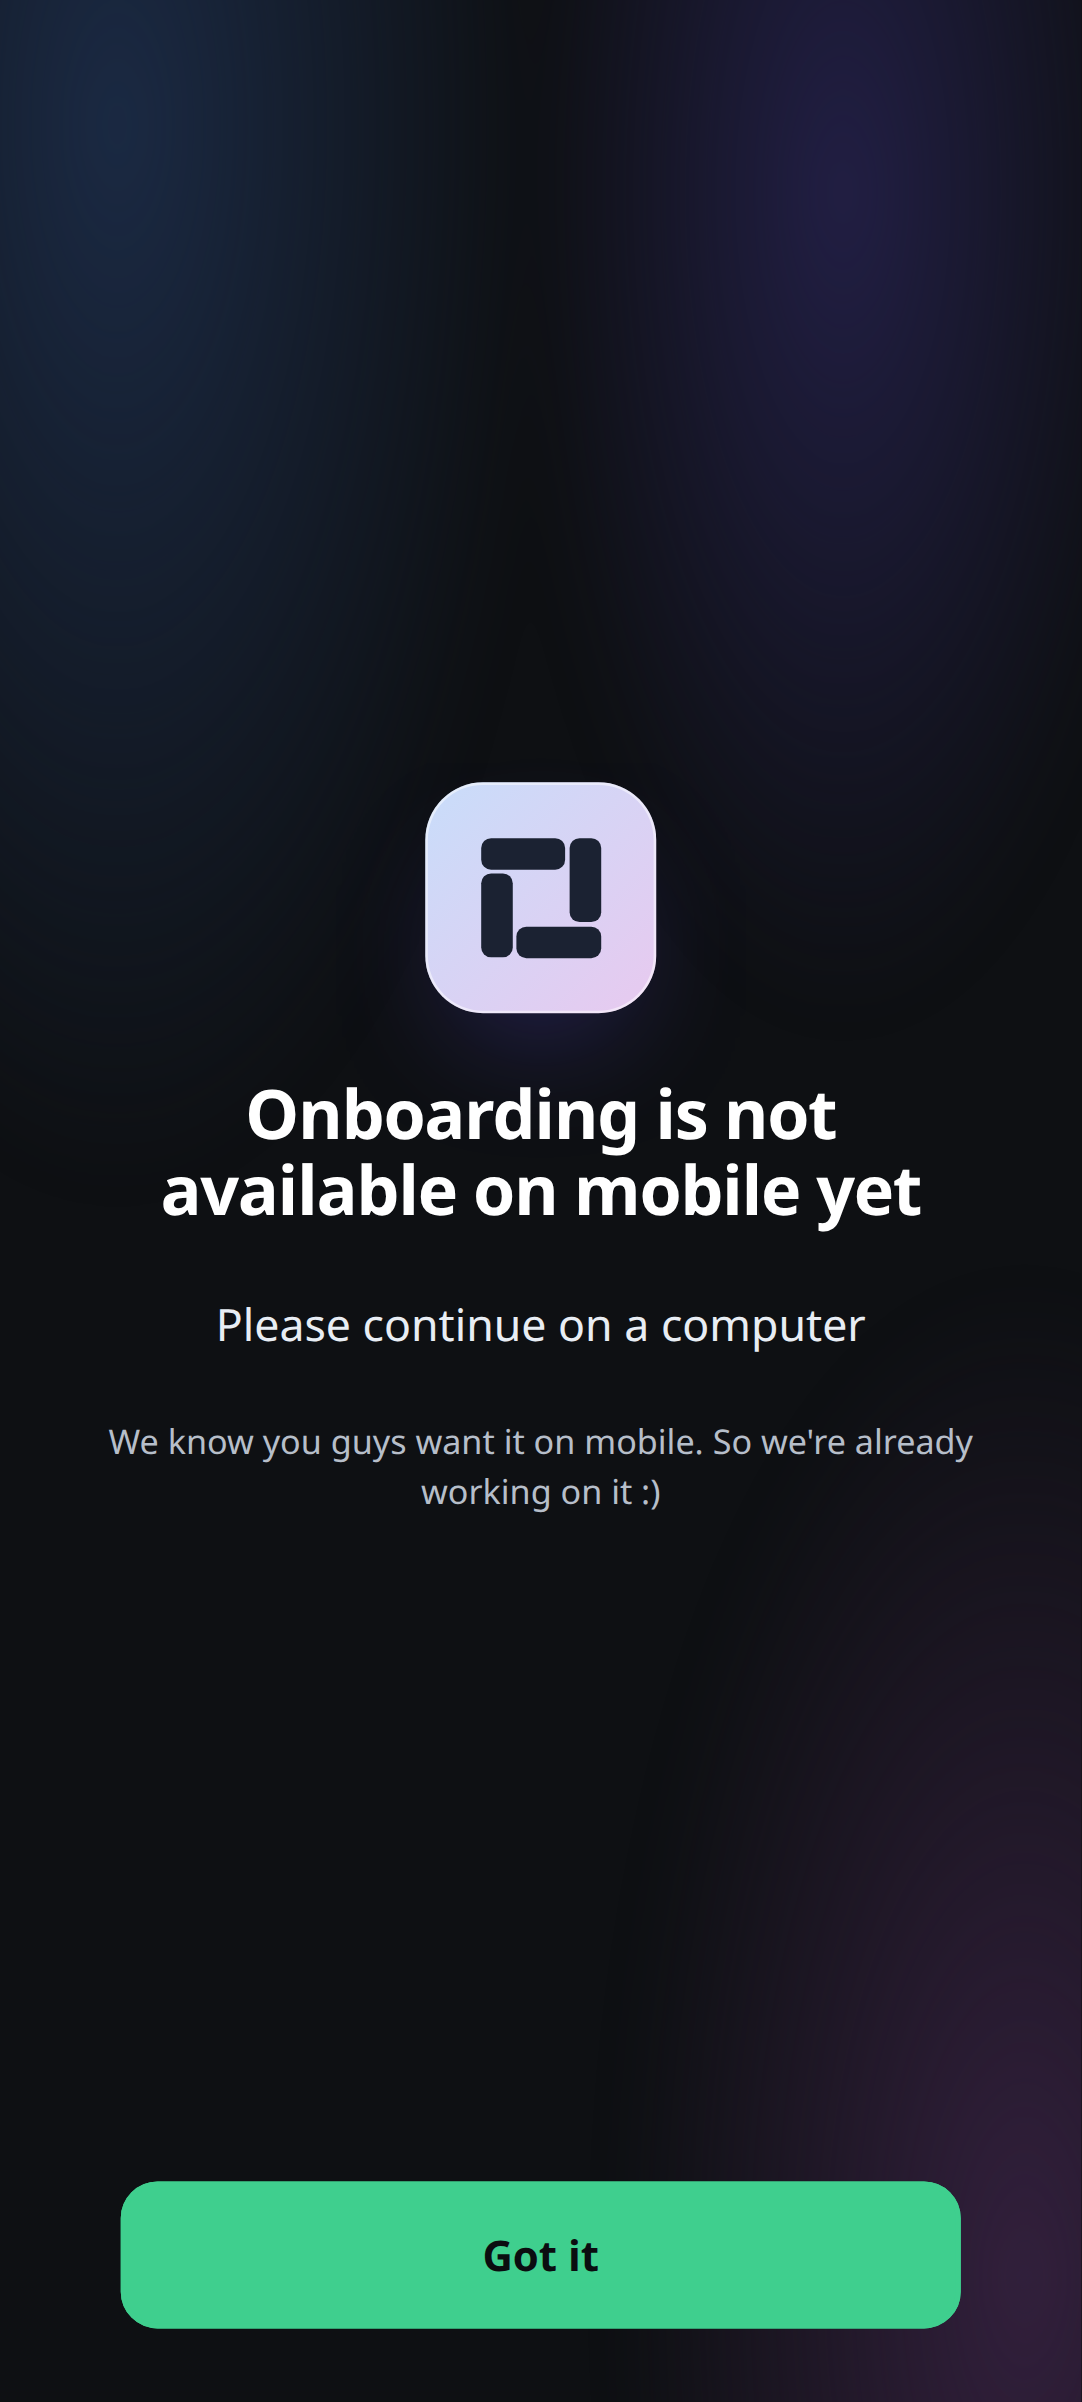 Onboarding is not
available on mobile yet
Please continue on a computer
We know you guys want it on mobile. So we're already
working on it :)
Got it